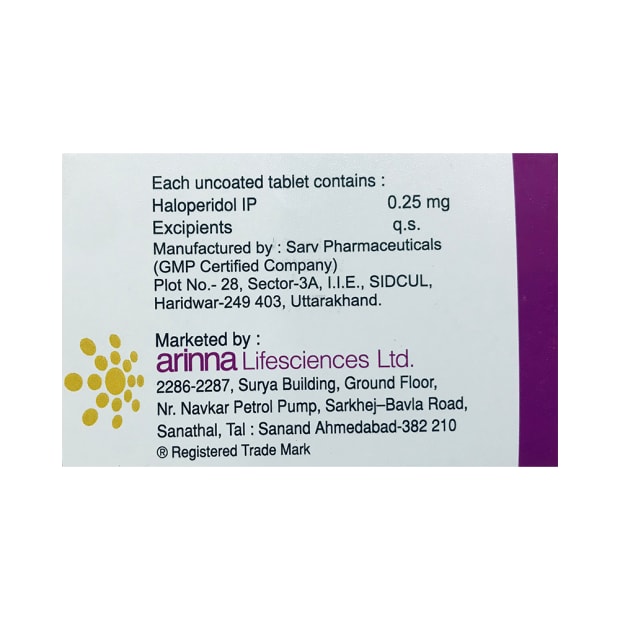 Each uncoated tablet contains :
Haloperidol IP 0.25 mg
Excipients q.s.
Manufactured by : Sarv Pharmaceuticals
(GMP Certified Company)
Plot No.- 28, Sector-3A, I.I.E., SIDCUL,
Haridwar-249 403, Uttarakhand.
Marketed by :
arinna Lifesciences Ltd.
2286-2287, Surya Building, Ground Floor,
Nr. Navkar Petrol Pump, Sarkhej–Bavla Road,
Sanathal, Tal : Sanand Ahmedabad-382 210
® Registered Trade Mark